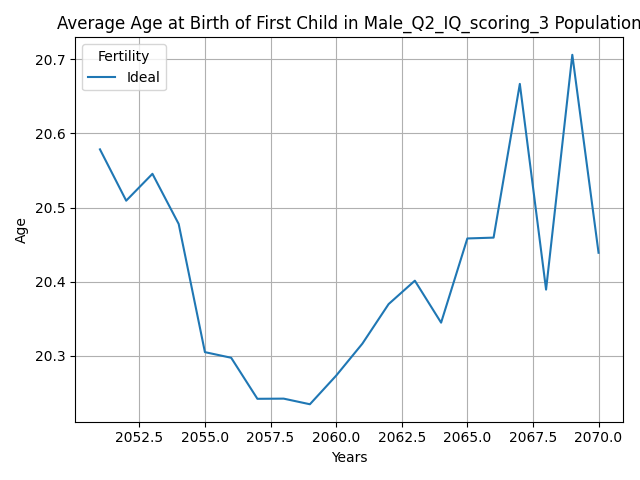 Average Age at Birth of First Child in Male_Q2_IQ_scoring_3 Population
Fertility
Ideal
20.7
20.6
20.5
20.4
20.3
Age
2052.5 2055.0 2057.5 2060.0 2062.5 2065.0 2067.5 2070.0
Years